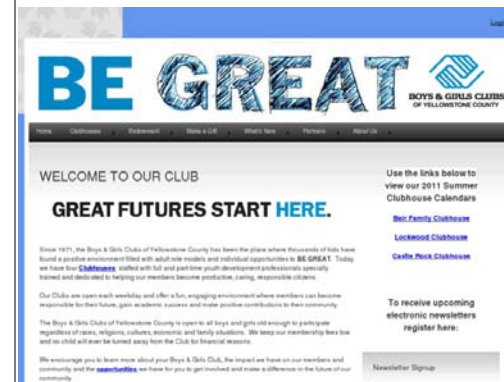 Login
BE GREAT
BOYS & GIRLS CLUBS
OF YELLOWSTONE COUNTY
Home Clubhouses Endowment Make a Gift What's New Partners About Us
WELCOME TO OUR CLUB
GREAT FUTURES START HERE.
Since 1971, the Boys & Girls Clubs of Yellowstone County has been the place where thousands of kids have
found a positive environment filled with adult role models and individual opportunities to BE GREAT. Today
we have four Clubhouses, staffed with full and part-time youth development professionals specially
trained and dedicated to helping our members become productive, caring, responsible citizens.
Our Clubs are open each weekday and offer a fun, engaging environment where members can become
responsible for their future, gain academic success and make positive contributions to their community.
The Boys & Girls Clubs of Yellowstone County is open to all boys and girls old enough to participate
regardless of races, religions, cultures, economic and family situations. We keep our membership fees low
and no child will ever be turned away from the Club for financial reasons.
We encourage you to learn more about your Boys & Girls Club, the impact we have on our members and
community and the opportunities we have for you to get involved and make a difference in the future of our
community.
Use the links below to
view our 2011 Summer
Clubhouse Calendars
Bair Family Clubhouse
Lockwood Clubhouse
Castle Rock Clubhouse
To receive upcoming
electronic newsletters
register here:
Newsletter Signup